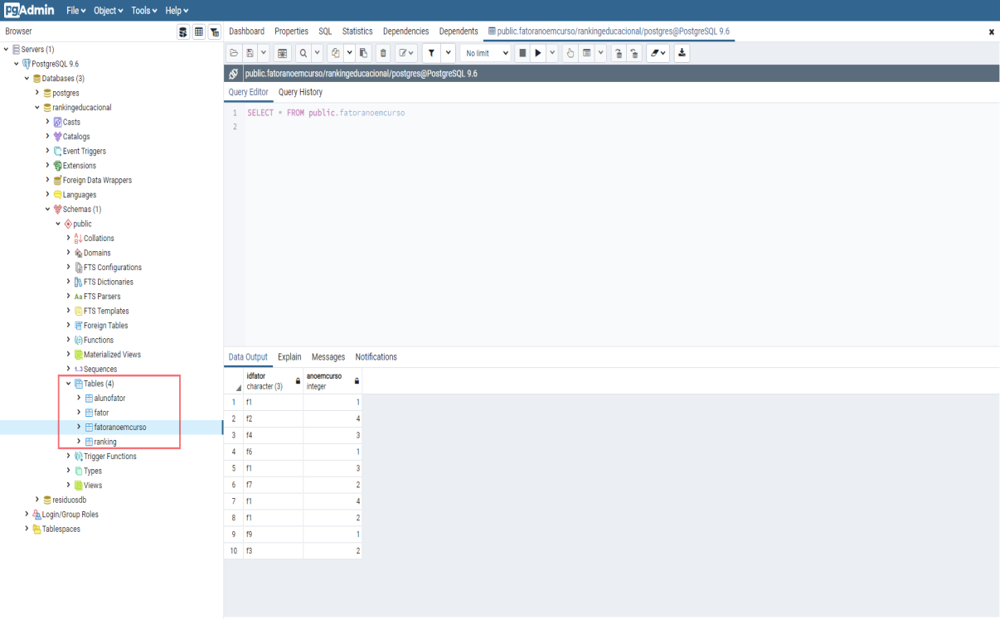 pgAdmin File Object Tools Help
Browser
Dashboard Properties SQL Statistics Dependencies Dependents public.fatoranoemcurso/rankingeducacional/postgres@PostgreSQL 9.6 x
Servers (1)
PostgreSQL 9.6
Databases (3)
postgres
rankingeducacional
Casts
Catalogs
Event Triggers
Extensions
Foreign Data Wrappers
Languages
Schemas (1)
public
Collations
Domains
FTS Configurations
FTS Dictionaries
Aa FTS Parsers
FTS Templates
Foreign Tables
Functions
Materialized Views
1..3 Sequences
Tables (4)
alunofator
fator
fatoranoemcurso
ranking
Trigger Functions
Types
Views
residuosdb
Login/Group Roles
Tablespaces
No limit
public.fatoranoemcurso/rankingeducacional/postgres@PostgreSQL 9.6
Query Editor Query History
1 SELECT * FROM public.fatoranoemcurso
2
Data Output Explain Messages Notifications
idfator anoemcurso
character (3) integer
1 f1 1
2 f2 4
3 f4 3
4 f6 1
5 f1 3
6 f7 2
7 f1 4
8 f1 2
9 f9 1
10 f3 2